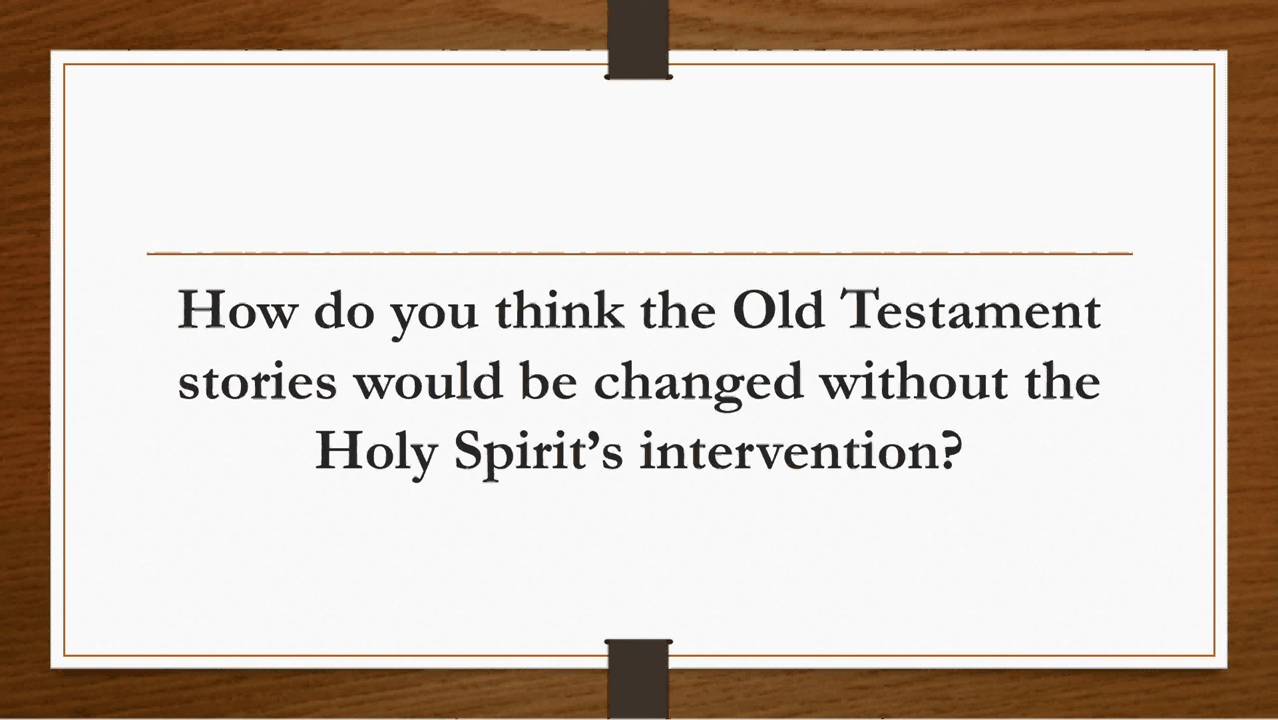 How do you think the Old Testament
stories would be changed without the
Holy Spirit’s intervention?